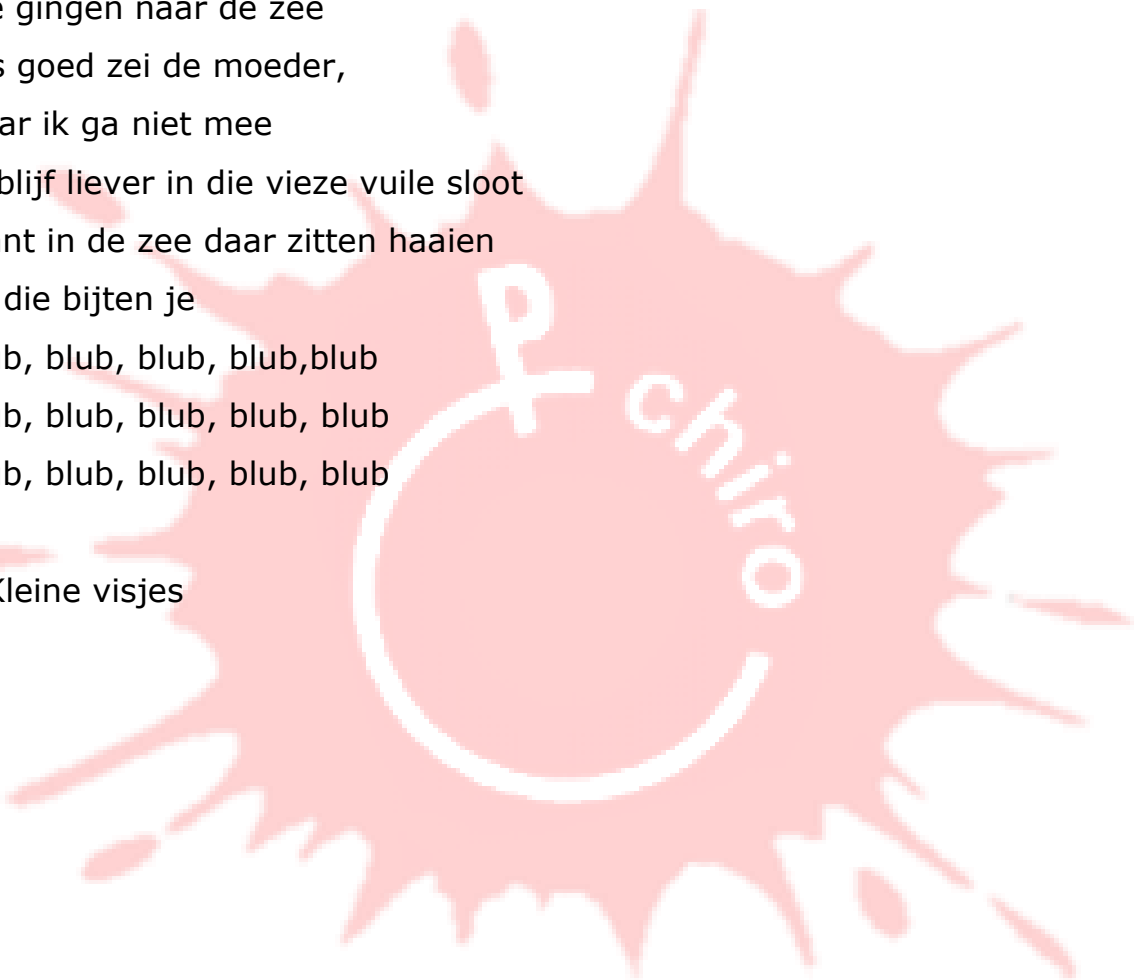 gingen naar de zee
goed zei de moeder,
ik ga niet mee
blijf liever in die vieze vuile sloot
in de zee daar zitten haaien
die bijten je
blub, blub, blub,blub
blub, blub, blub, blub
blub, blub, blub, blub
Kleine visjes
chiro